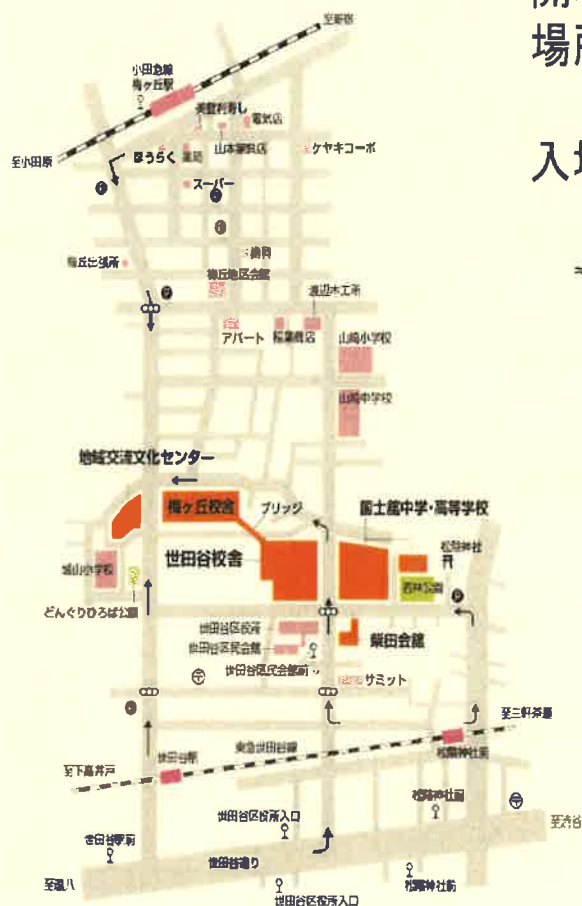 場所
入場
至新宿
小田急線
梅ヶ丘駅
美登利寿し
電気店
山本家具店
ケヤキコーポ
至小田原
ほうらく
薬局
スーパー
歯科
梅丘出張所
梅丘地区会館
渡辺木工所
アパート
稲葉商店
山崎小学校
山崎中学校
地域交流文化センター
梅ヶ丘校舎
ブリッジ
国士舘中学・高等学校
世田谷校舎
松陰神社
若林公園
城山小学校
どんぐりひろば公園
世田谷区役所
世田谷区民会館
柴田会館
世田谷区民会館前
サミット
至三軒茶屋
東急世田谷線
世田谷駅
至下高井戸
松陰神社前
松陰神社前
世田谷区役所入口
至渋谷
世田谷駅前
世田谷通り
至環八
松陰神社前
世田谷区役所入口